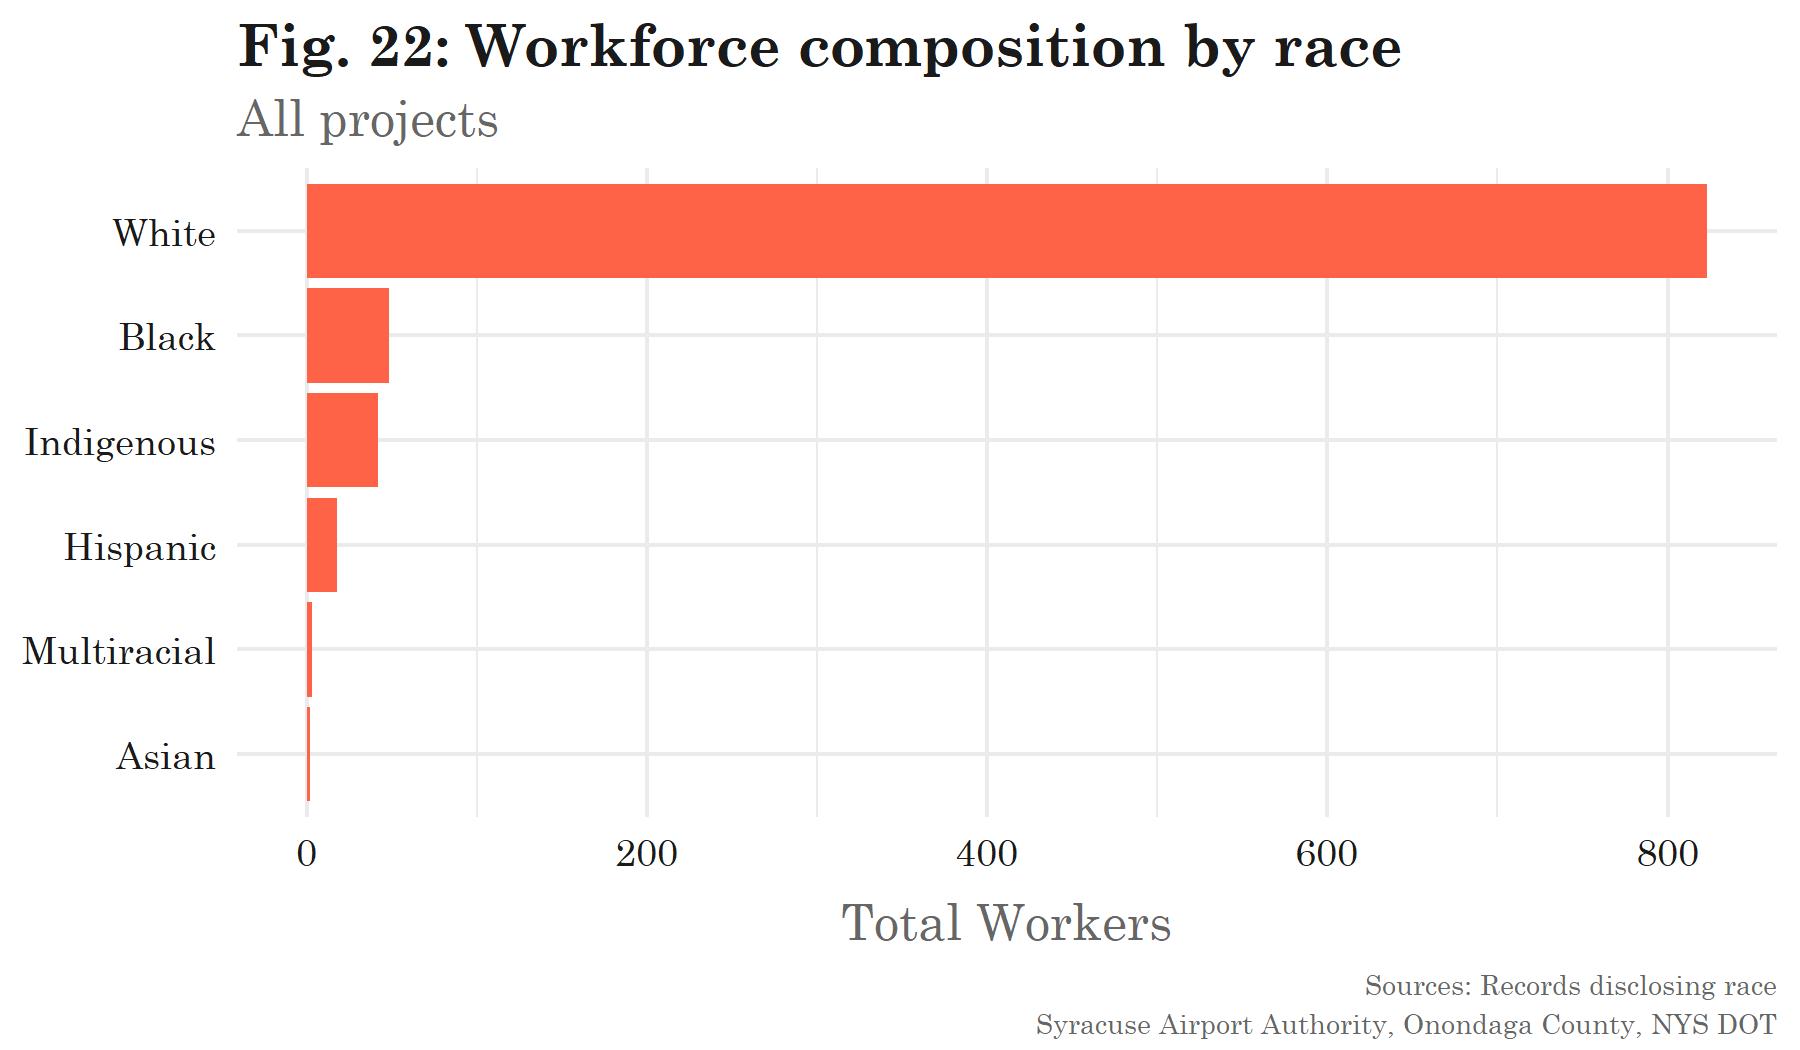 Fig. 22: Workforce composition by race
All projects
White
Black
Indigenous
Hispanic
Multiracial
Asian
0 200 400 600 800
Total Workers
Sources: Records disclosing race
Syracuse Airport Authority, Onondaga County, NYS DOT